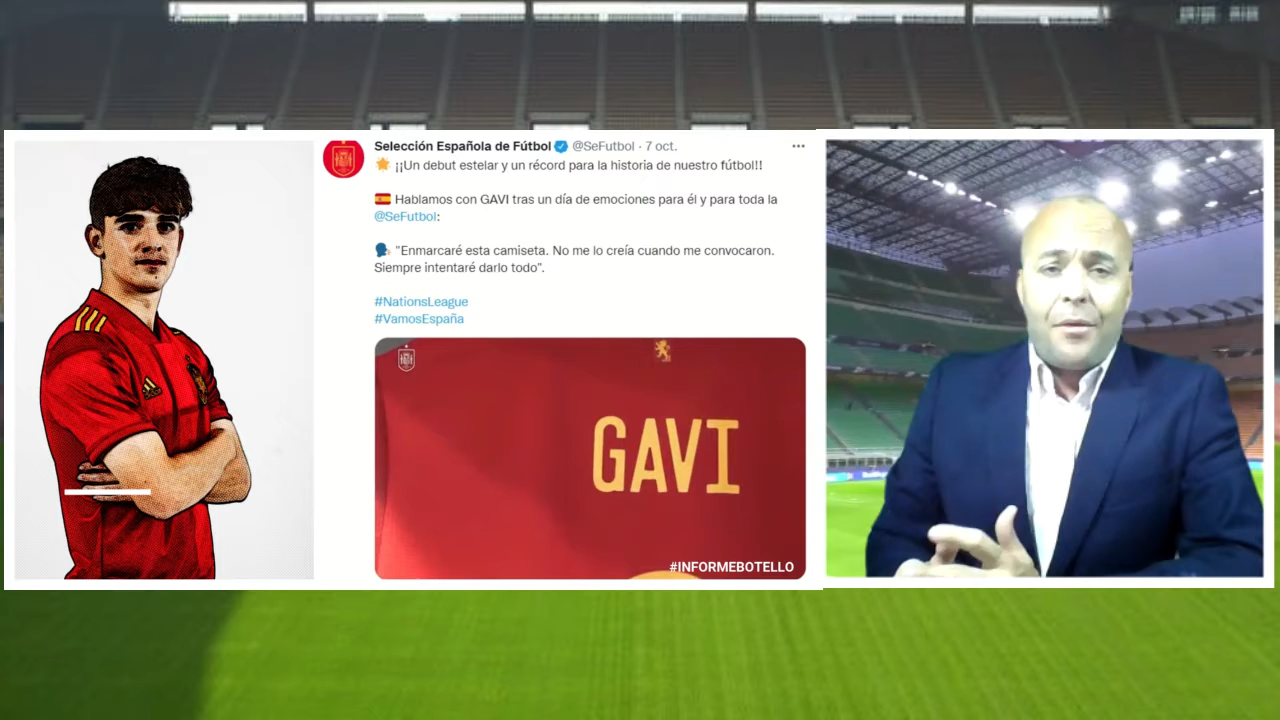 Selección Española de Fútbol @SeFutbol · 7 oct.
¡¡Un debut estelar y un récord para la historia de nuestro fútbol!!
Hablamos con GAVI tras un día de emociones para él y para toda la
@SeFutbol:
"Enmarcaré esta camiseta. No me lo creía cuando me convocaron.
Siempre intentaré darlo todo".
#NationsLeague
#VamosEspaña
GAVI
#INFORMEBOTELLO